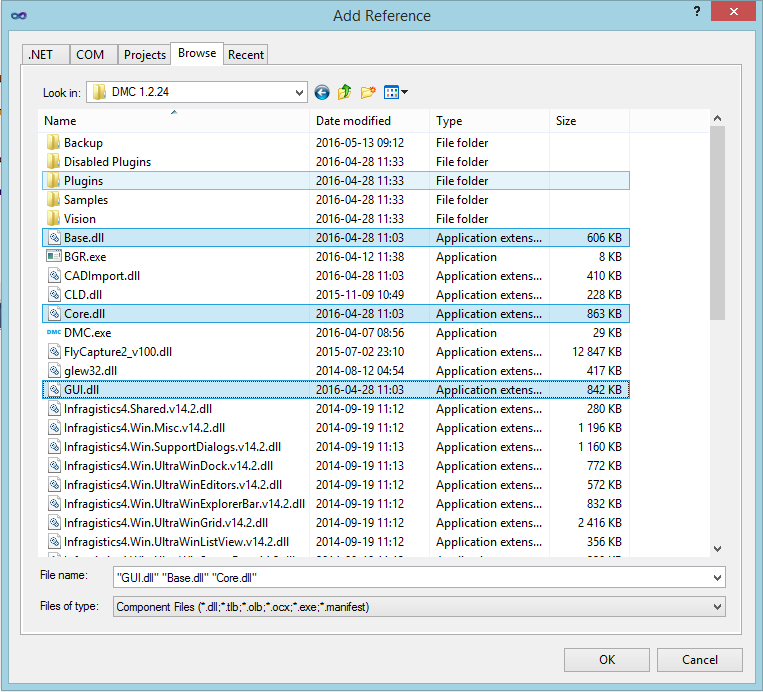 Add Reference
?
.NET COM Projects Browse Recent
Look in: DMC 1.2.24
Name Date modified Type Size
Backup 2016-05-13 09:12 File folder
Disabled Plugins 2016-04-28 11:33 File folder
Plugins 2016-04-28 11:33 File folder
Samples 2016-04-28 11:33 File folder
Vision 2016-04-28 11:33 File folder
Base.dll 2016-04-28 11:03 Application extens... 606 KB
BGR.exe 2016-04-12 11:38 Application 8 KB
CADImport.dll 2016-04-28 11:03 Application extens... 410 KB
CLD.dll 2015-11-09 10:49 Application extens... 228 KB
Core.dll 2016-04-28 11:03 Application extens... 863 KB
DMC DMC.exe 2016-04-07 08:56 Application 29 KB
FlyCapture2_v100.dll 2015-07-02 23:10 Application extens... 12 847 KB
glew32.dll 2014-08-12 04:54 Application extens... 417 KB
GUI.dll 2016-04-28 11:03 Application extens... 842 KB
Infragistics4.Shared.v14.2.dll 2014-09-19 11:12 Application extens... 280 KB
Infragistics4.Win.Misc.v14.2.dll 2014-09-19 11:12 Application extens... 1 196 KB
Infragistics4.Win.SupportDialogs.v14.2.dll 2014-09-19 11:13 Application extens... 1 160 KB
Infragistics4.Win.UltraWinDock.v14.2.dll 2014-09-19 11:13 Application extens... 772 KB
Infragistics4.Win.UltraWinEditors.v14.2.dll 2014-09-19 11:12 Application extens... 572 KB
Infragistics4.Win.UltraWinExplorerBar.v14.2.dll 2014-09-19 11:12 Application extens... 832 KB
Infragistics4.Win.UltraWinGrid.v14.2.dll 2014-09-19 11:12 Application extens... 2 416 KB
Infragistics4.Win.UltraWinListView.v14.2.dll 2014-09-19 11:12 Application extens... 356 KB
File name: "GUI.dll" "Base.dll" "Core.dll"
Files of type: Component Files (*.dll;*.tlb;*.olb;*.ocx;*.exe;*.manifest)
OK Cancel